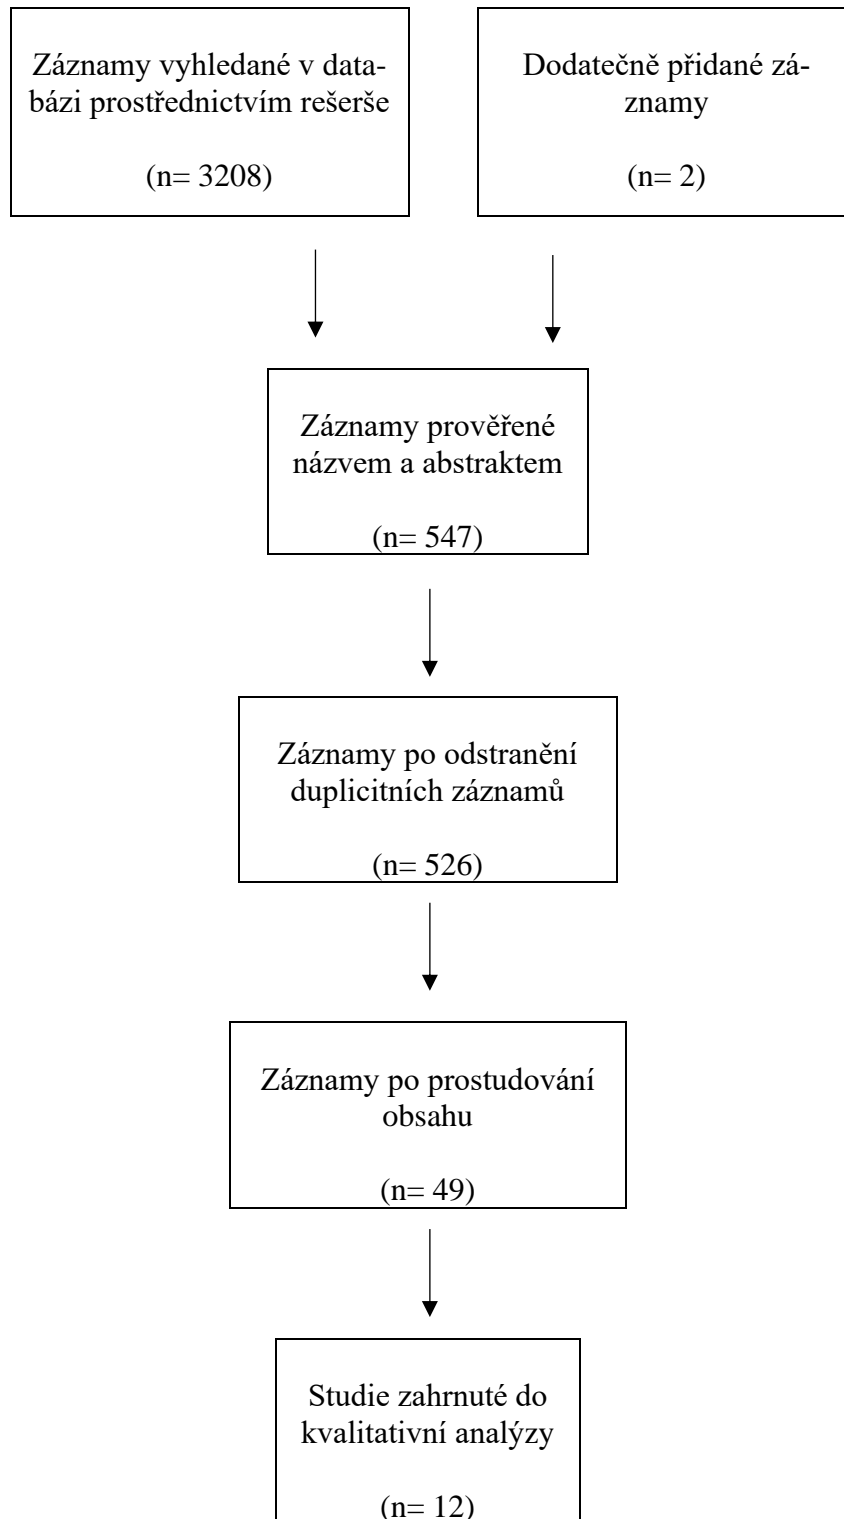 Záznamy vyhledané v data-
bázi prostřednictvím rešerše
(n= 3208)
Dodatečně přidané zá-
znamy
(n= 2)
Záznamy prověřené
názvem a abstraktem
(n= 547)
Záznamy po odstranění
duplicitních záznamů
(n= 526)
Záznamy po prostudování
obsahu
(n= 49)
Studie zahrnuté do
kvalitativní analýzy
(n= 12)